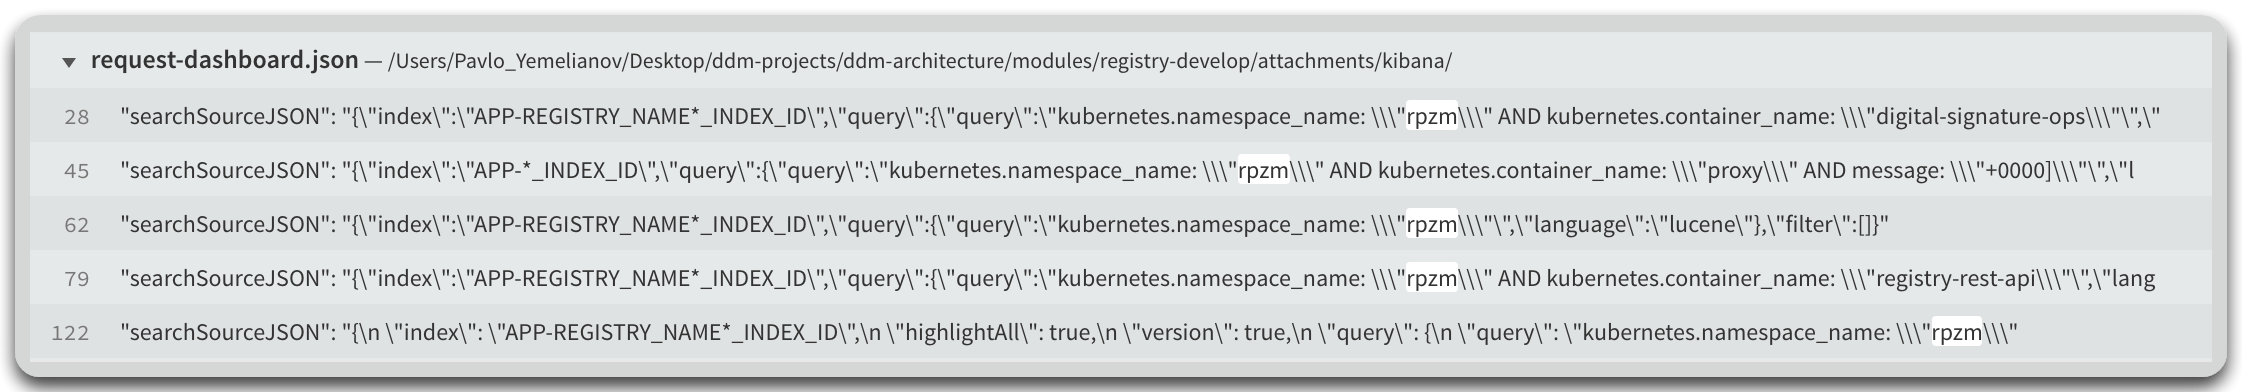 request-dashboard.json — /Users/Pavlo_Yemelianov/Desktop/ddm-projects/ddm-architecture/modules/registry-develop/attachments/kibana/
28 "searchSourceJSON": "{\"index\":\"APP-REGISTRY_NAME*_INDEX_ID\",\"query\":{\"query\":\"kubernetes.namespace_name: \\\"rpzm\\\" AND kubernetes.container_name: \\\"digital-signature-ops\\\"\",\"
45 "searchSourceJSON": "{\"index\":\"APP-*_INDEX_ID\",\"query\":{\"query\":\"kubernetes.namespace_name: \\\"rpzm\\\" AND kubernetes.container_name: \\\"proxy\\\" AND message: \\\"+0000]\\\"\",\"l
62 "searchSourceJSON": "{\"index\":\"APP-REGISTRY_NAME*_INDEX_ID\",\"query\":{\"query\":\"kubernetes.namespace_name: \\\"rpzm\\\"\",\"language\":\"lucene\"},\"filter\":[]}"
79 "searchSourceJSON": "{\"index\":\"APP-REGISTRY_NAME*_INDEX_ID\",\"query\":{\"query\":\"kubernetes.namespace_name: \\\"rpzm\\\" AND kubernetes.container_name: \\\"registry-rest-api\\\"\",\"lang
122 "searchSourceJSON": "{\n \"index\": \"APP-REGISTRY_NAME*_INDEX_ID\",\n \"highlightAll\": true,\n \"version\": true,\n \"query\": {\n \"query\": \"kubernetes.namespace_name: \\\"rpzm\\\"